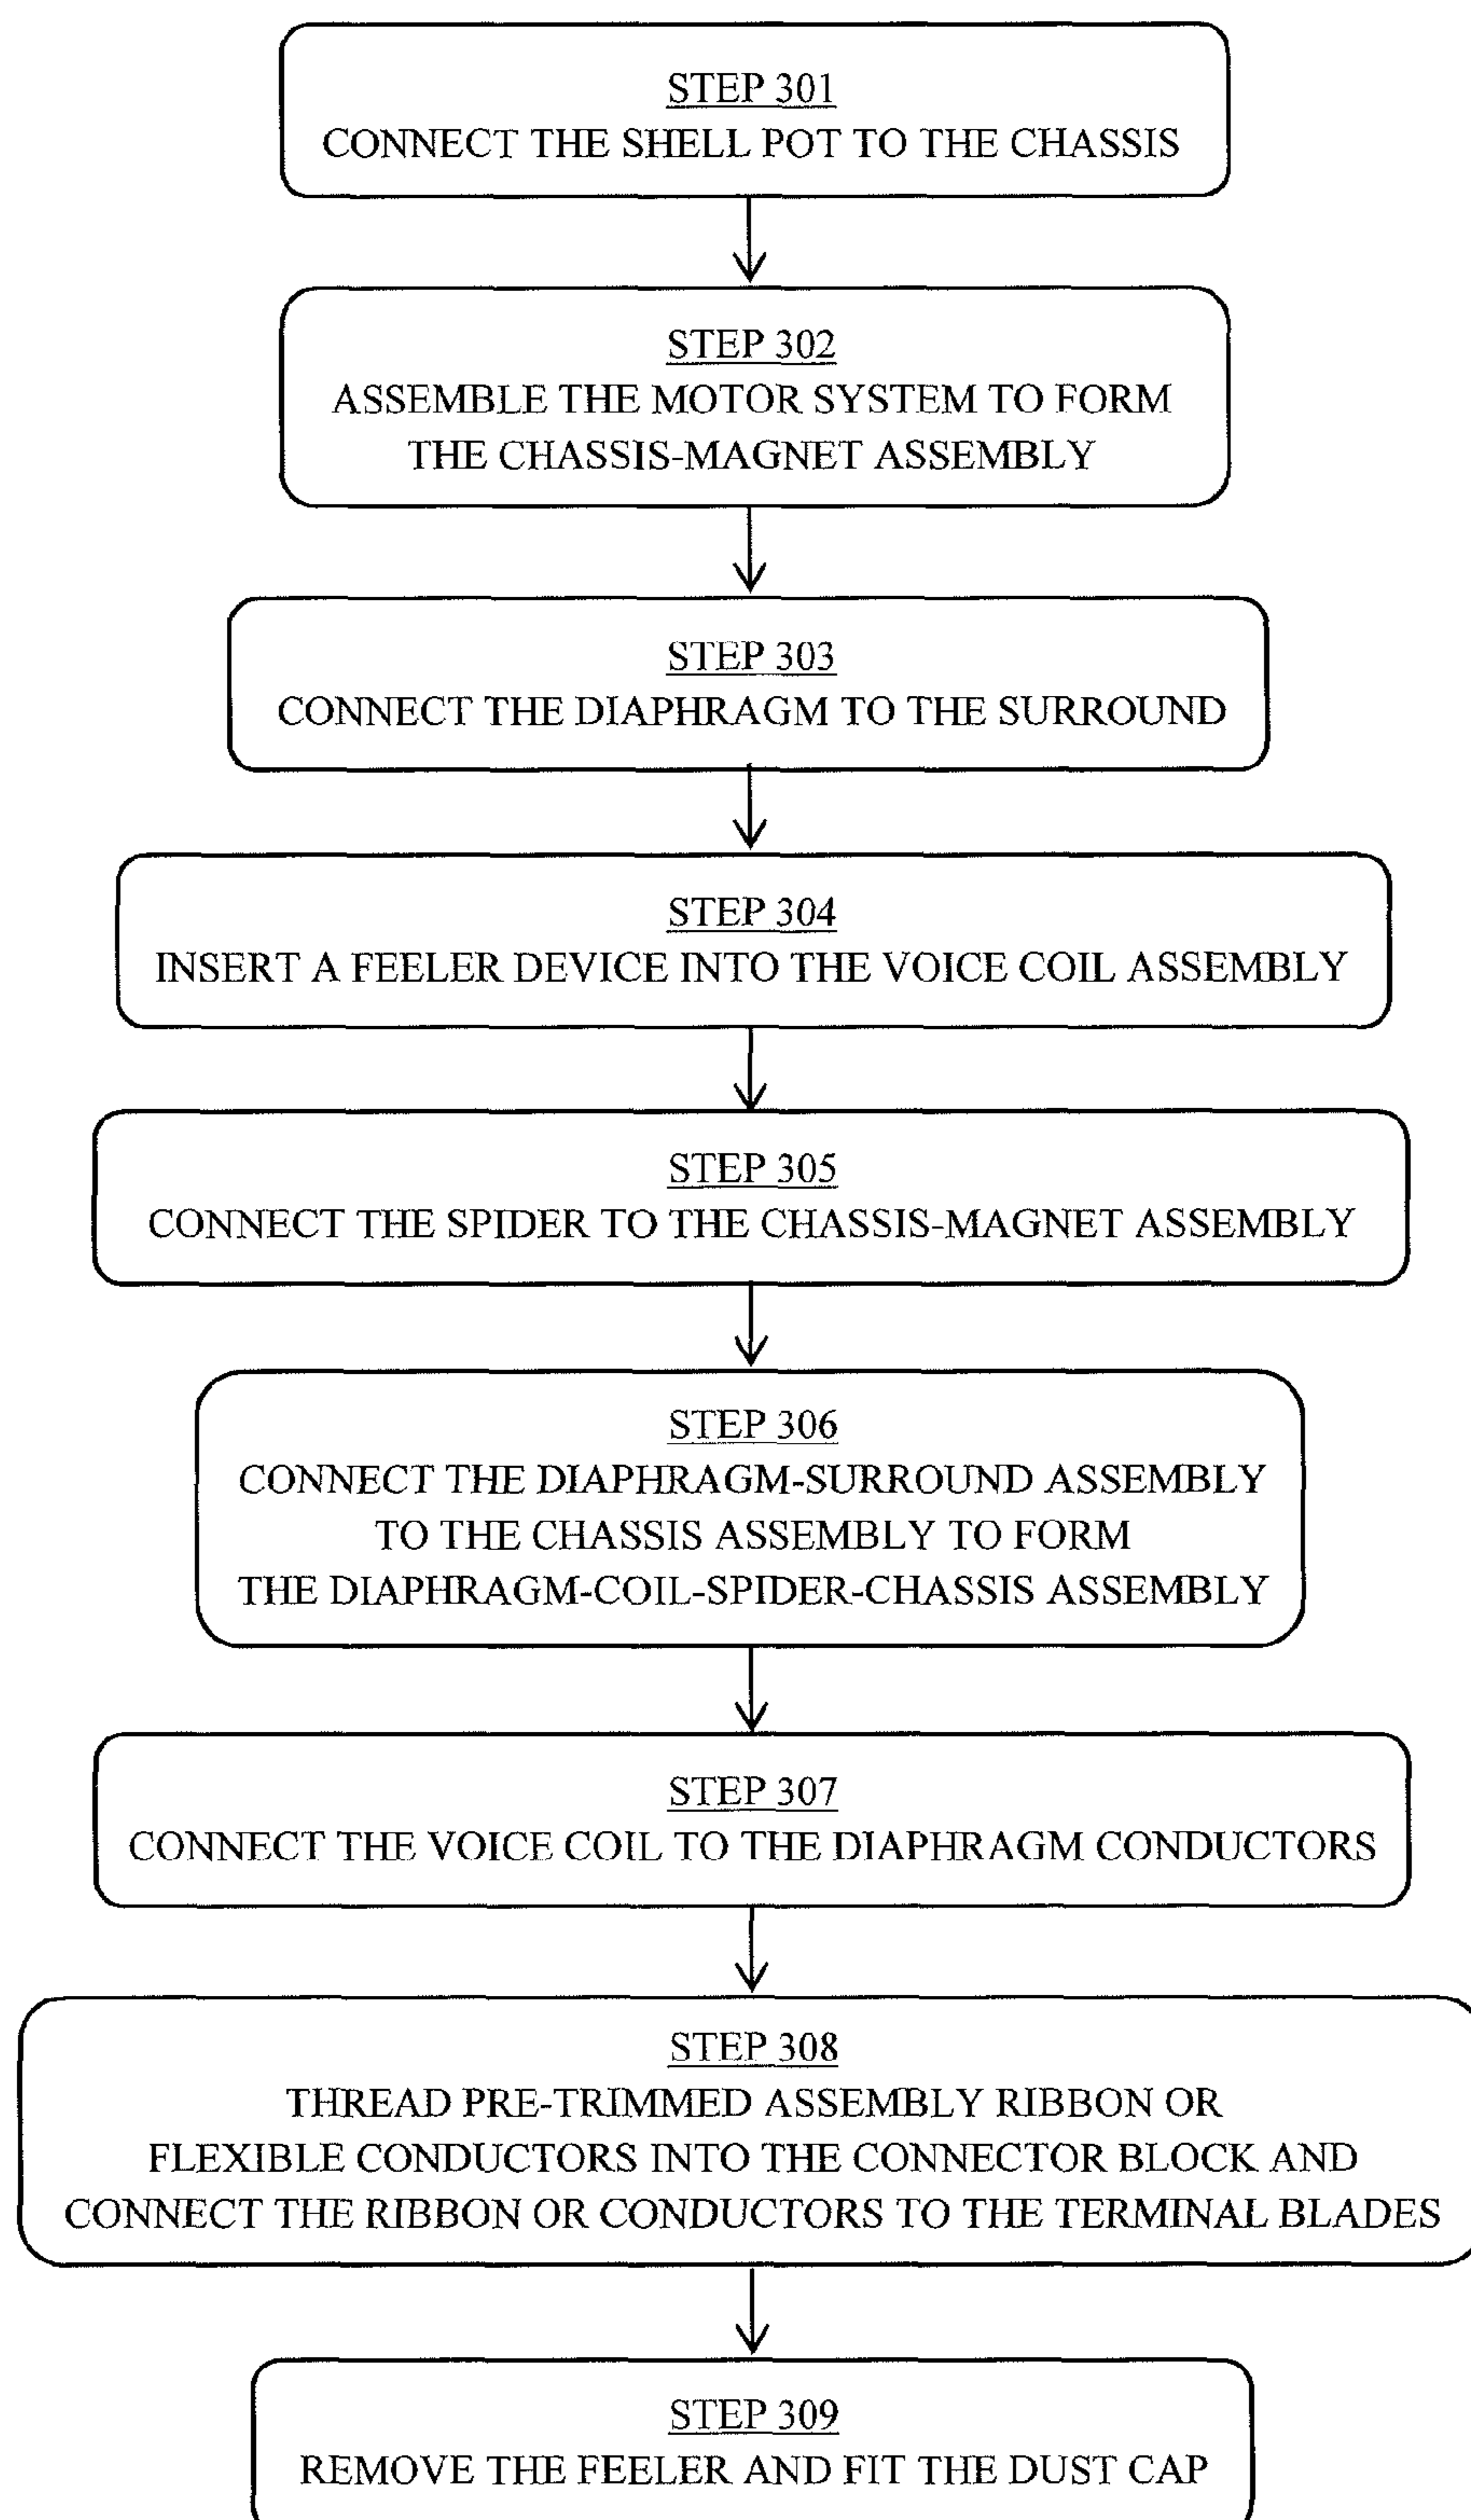 STEP 301
CONNECT THE SHELL POT TO THE CHASSIS
STEP 302
ASSEMBLE THE MOTOR SYSTEM TO FORM
THE CHASSIS-MAGNET ASSEMBLY
STEP 303
CONNECT THE DIAPHRAGM TO THE SURROUND
STEP 304
INSERT A FEELER DEVICE INTO THE VOICE COIL ASSEMBLY
STEP 305
CONNECT THE SPIDER TO THE CHASSIS-MAGNET ASSEMBLY
STEP 306
CONNECT THE DIAPHRAGM-SURROUND ASSEMBLY
TO THE CHASSIS ASSEMBLY TO FORM
THE DIAPHRAGM-COIL-SPIDER-CHASSIS ASSEMBLY
STEP 307
CONNECT THE VOICE COIL TO THE DIAPHRAGM CONDUCTORS
STEP 308
THREAD PRE-TRIMMED ASSEMBLY RIBBON OR
FLEXIBLE CONDUCTORS INTO THE CONNECTOR BLOCK AND
CONNECT THE RIBBON OR CONDUCTORS TO THE TERMINAL BLADES
STEP 309
REMOVE THE FEELER AND FIT THE DUST CAP